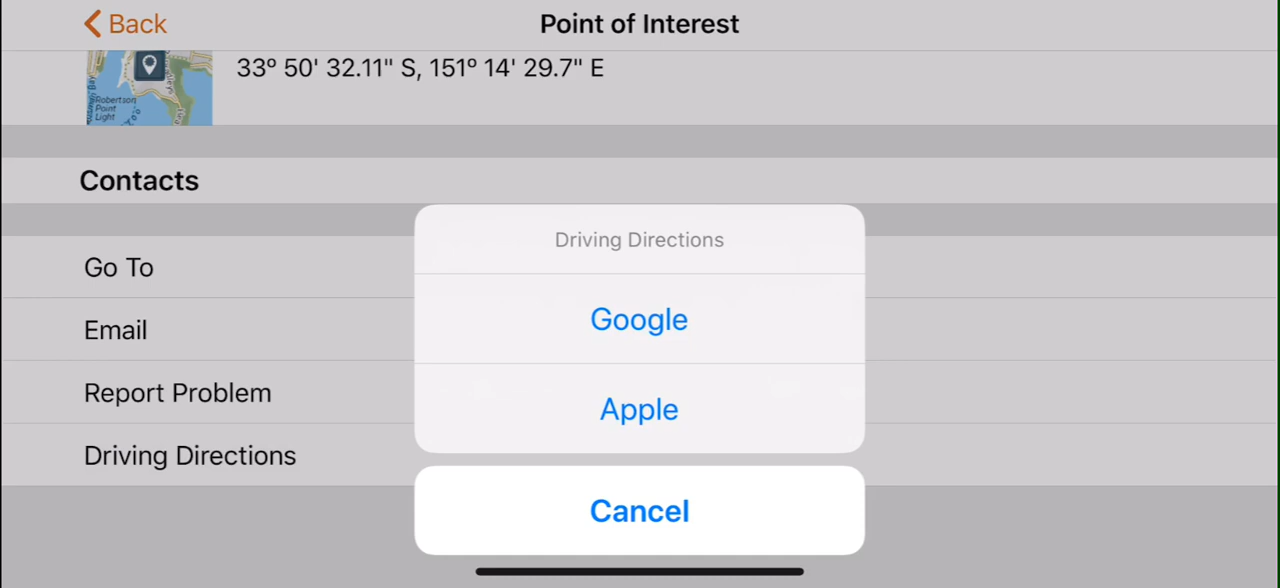 Back
Point of Interest
33° 50' 32.11" S, 151° 14' 29.7" E
Robertson
Point
Light
Contacts
Driving Directions
Go To
Google
Email
Report Problem
Apple
Driving Directions
Cancel